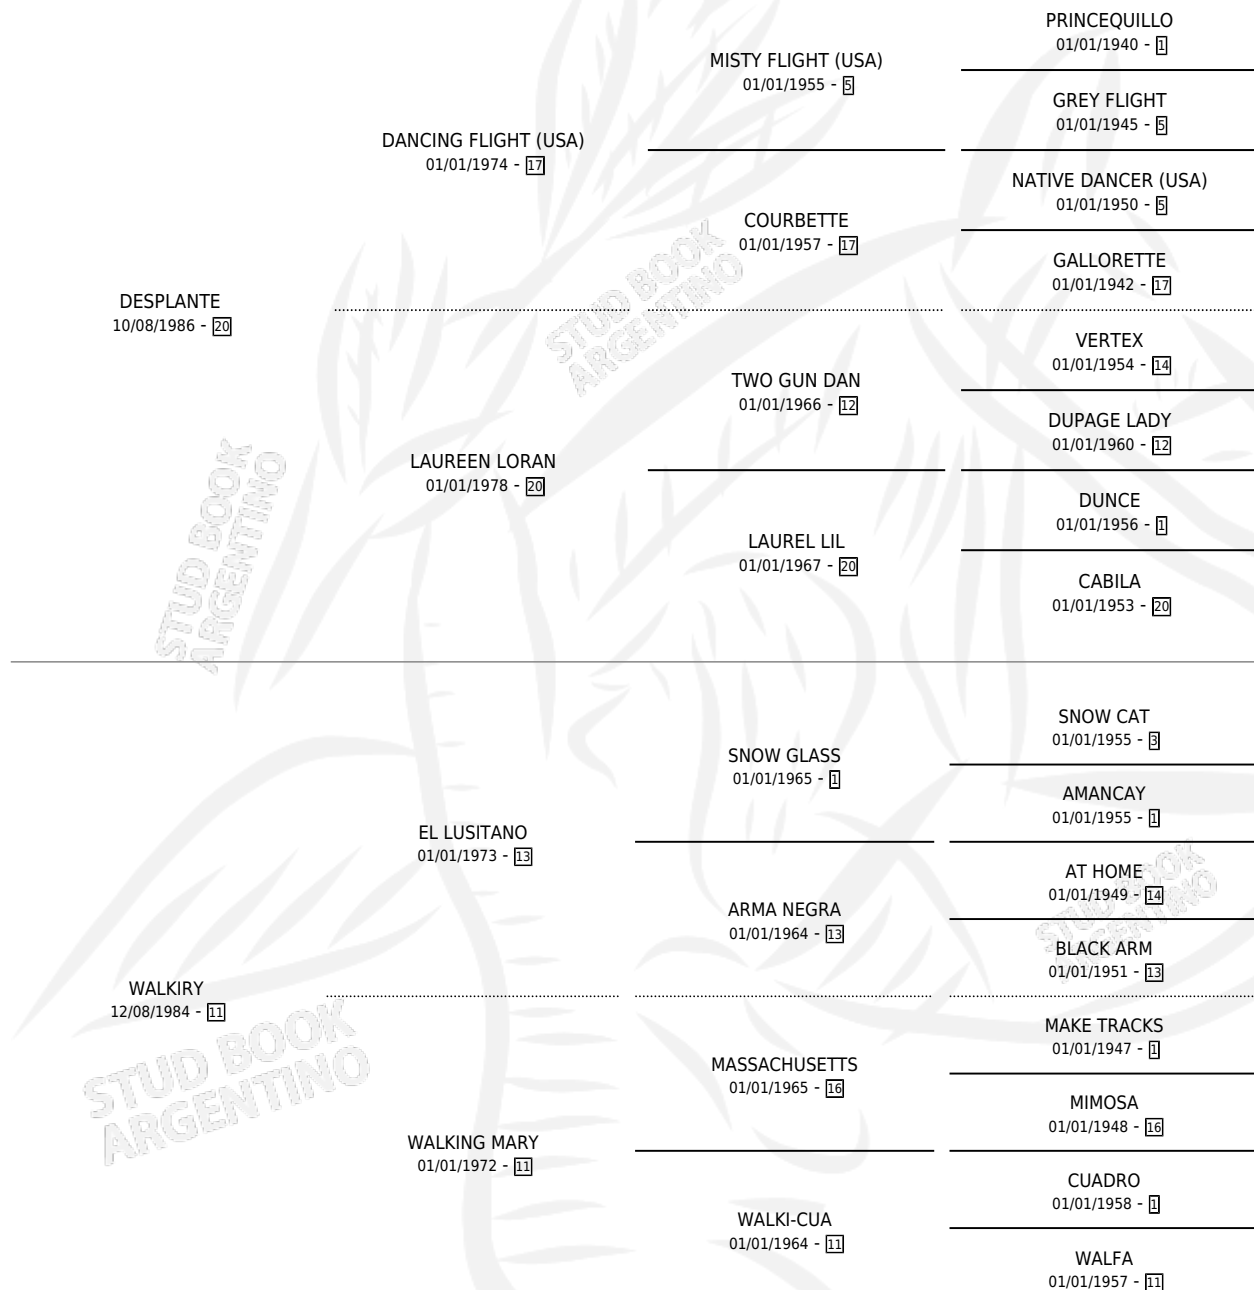 PRINCEQUILLO
01/01/1940 - 1
MISTY FLIGHT (USA)
01/01/1955 - 5
GREY FLIGHT
01/01/1945 - 5
DANCING FLIGHT (USA)
01/01/1974 - 17
NATIVE DANCER (USA)
01/01/1950 - 5
COURBETTE
01/01/1957 - 17
GALLORETTE
01/01/1942 - 17
DESPLANTE
10/08/1986 - 20
VERTEX
01/01/1954 - 14
TWO GUN DAN
01/01/1966 - 12
DUPAGE LADY
01/01/1960 - 12
LAUREEN LORAN
01/01/1978 - 20
DUNCE
01/01/1956 - 1
LAUREL LIL
01/01/1967 - 20
CABILA
01/01/1953 - 20
SNOW CAT
01/01/1955 - 3
SNOW GLASS
01/01/1965 - 1
AMANCAY
01/01/1955 - 1
EL LUSITANO
01/01/1973 - 13
AT HOME
01/01/1949 - 14
ARMA NEGRA
01/01/1964 - 13
BLACK ARM
01/01/1951 - 13
WALKIRY
12/08/1984 - 11
MAKE TRACKS
01/01/1947 - 1
MASSACHUSETTS
01/01/1965 - 16
MIMOSA
01/01/1948 - 16
WALKING MARY
01/01/1972 - 11
CUADRO
01/01/1958 - 1
WALKI-CUA
01/01/1964 - 11
WALFA
01/01/1957 - 11
STUD BOOK
ARGENTINO
STUD BOOK
ARGENTINO
STUD BOOK
ARGENTINO
STUD BOOK
ARGENTINO